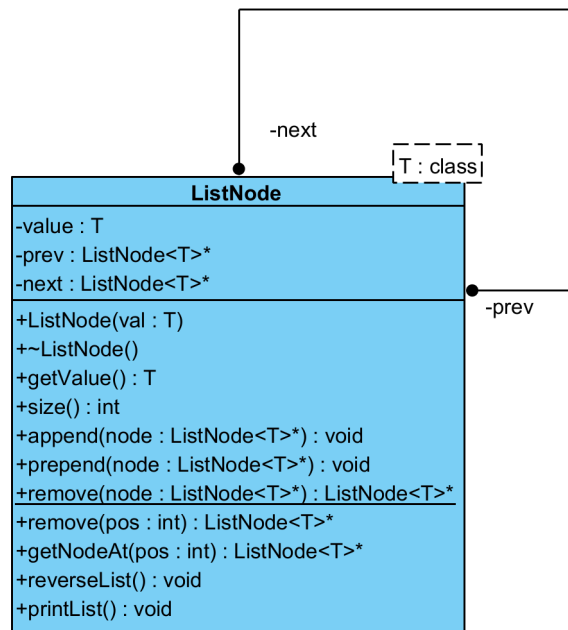 -next
T : class
ListNode
-value : T
-prev : ListNode<T>*
-next : ListNode<T>*
-prev
+ListNode(val : T)
+~ListNode()
+getValue() : T
+size() : int
+append(node : ListNode<T>*) : void
+prepend(node : ListNode<T>*) : void
+remove(node : ListNode<T>*) : ListNode<T>*
+remove(pos : int) : ListNode<T>*
+getNodeAt(pos : int) : ListNode<T>*
+reverseList() : void
+printList() : void